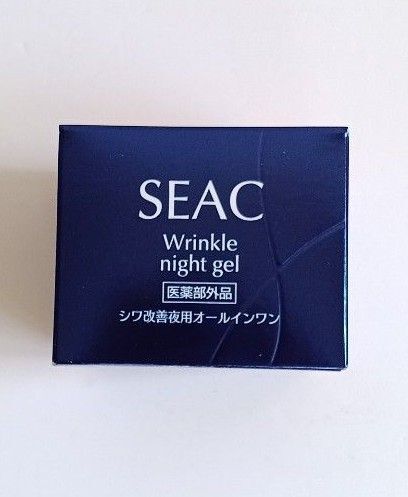 SEAC
Wrinkle
night gel
医薬部外品
シワ改善夜用オールインワン